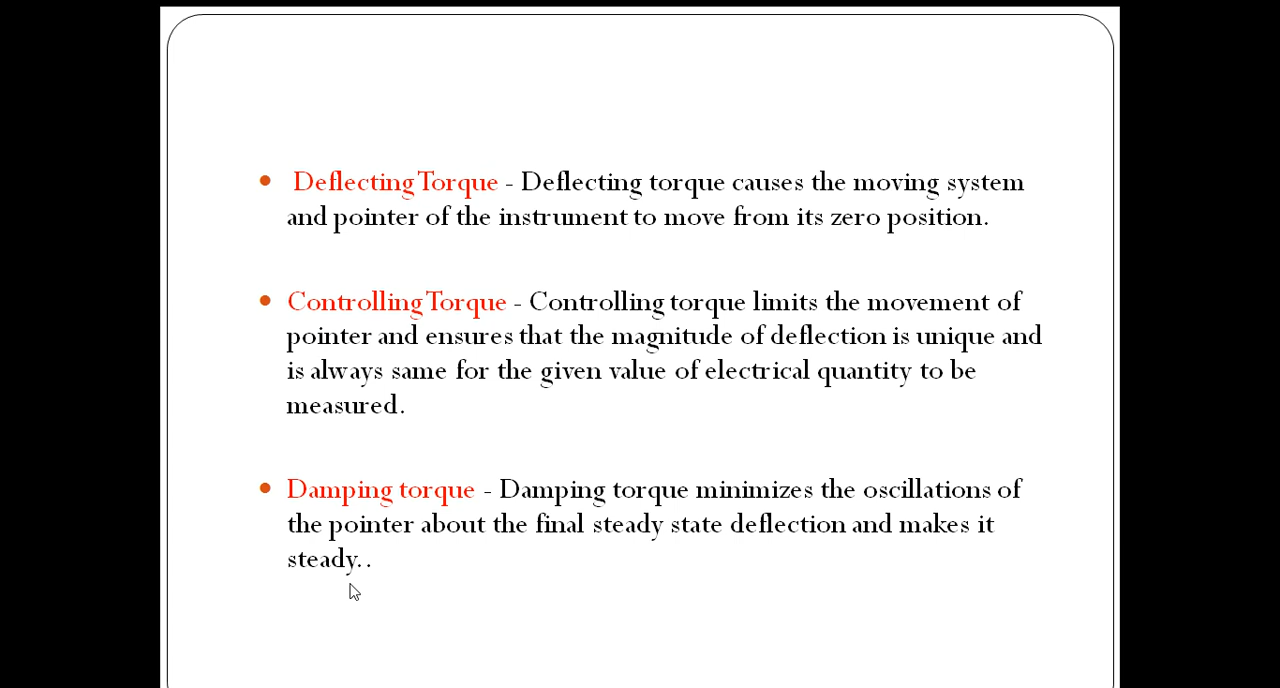 • Deflecting Torque - Deflecting torque causes the moving system
and pointer of the instrument to move from its zero position.
• Controlling Torque - Controlling torque limits the movement of
pointer and ensures that the magnitude of deflection is unique and
is always same for the given value of electrical quantity to be
measured.
• Damping torque - Damping torque minimizes the oscillations of
the pointer about the final steady state deflection and makes it
steady..